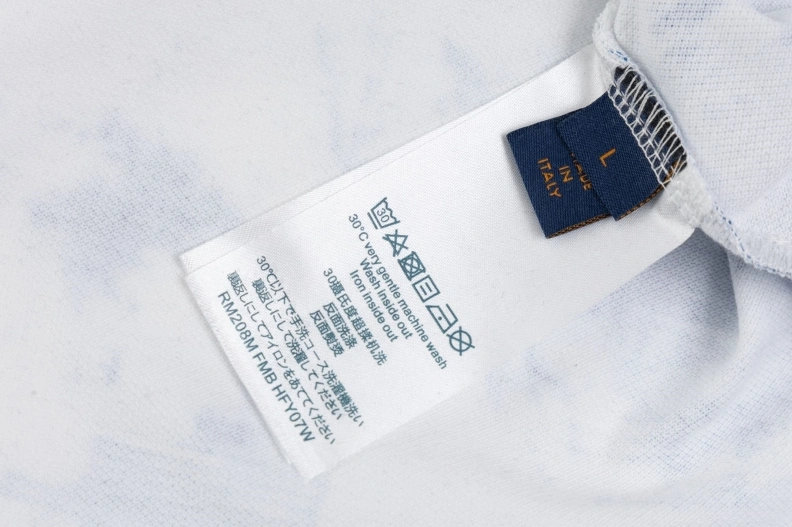 L
MADE
IN
ITALY
30
30°C very gentle machine wash
Wash inside out
Iron inside out
30攝氏度超揉机洗
反面洗涤
反面熨烫
30℃以下で手洗コース洗濯機洗い
裏返しにして洗濯してください
裏返しにしてアイロンをあててください
RM208M FMB HFY07W